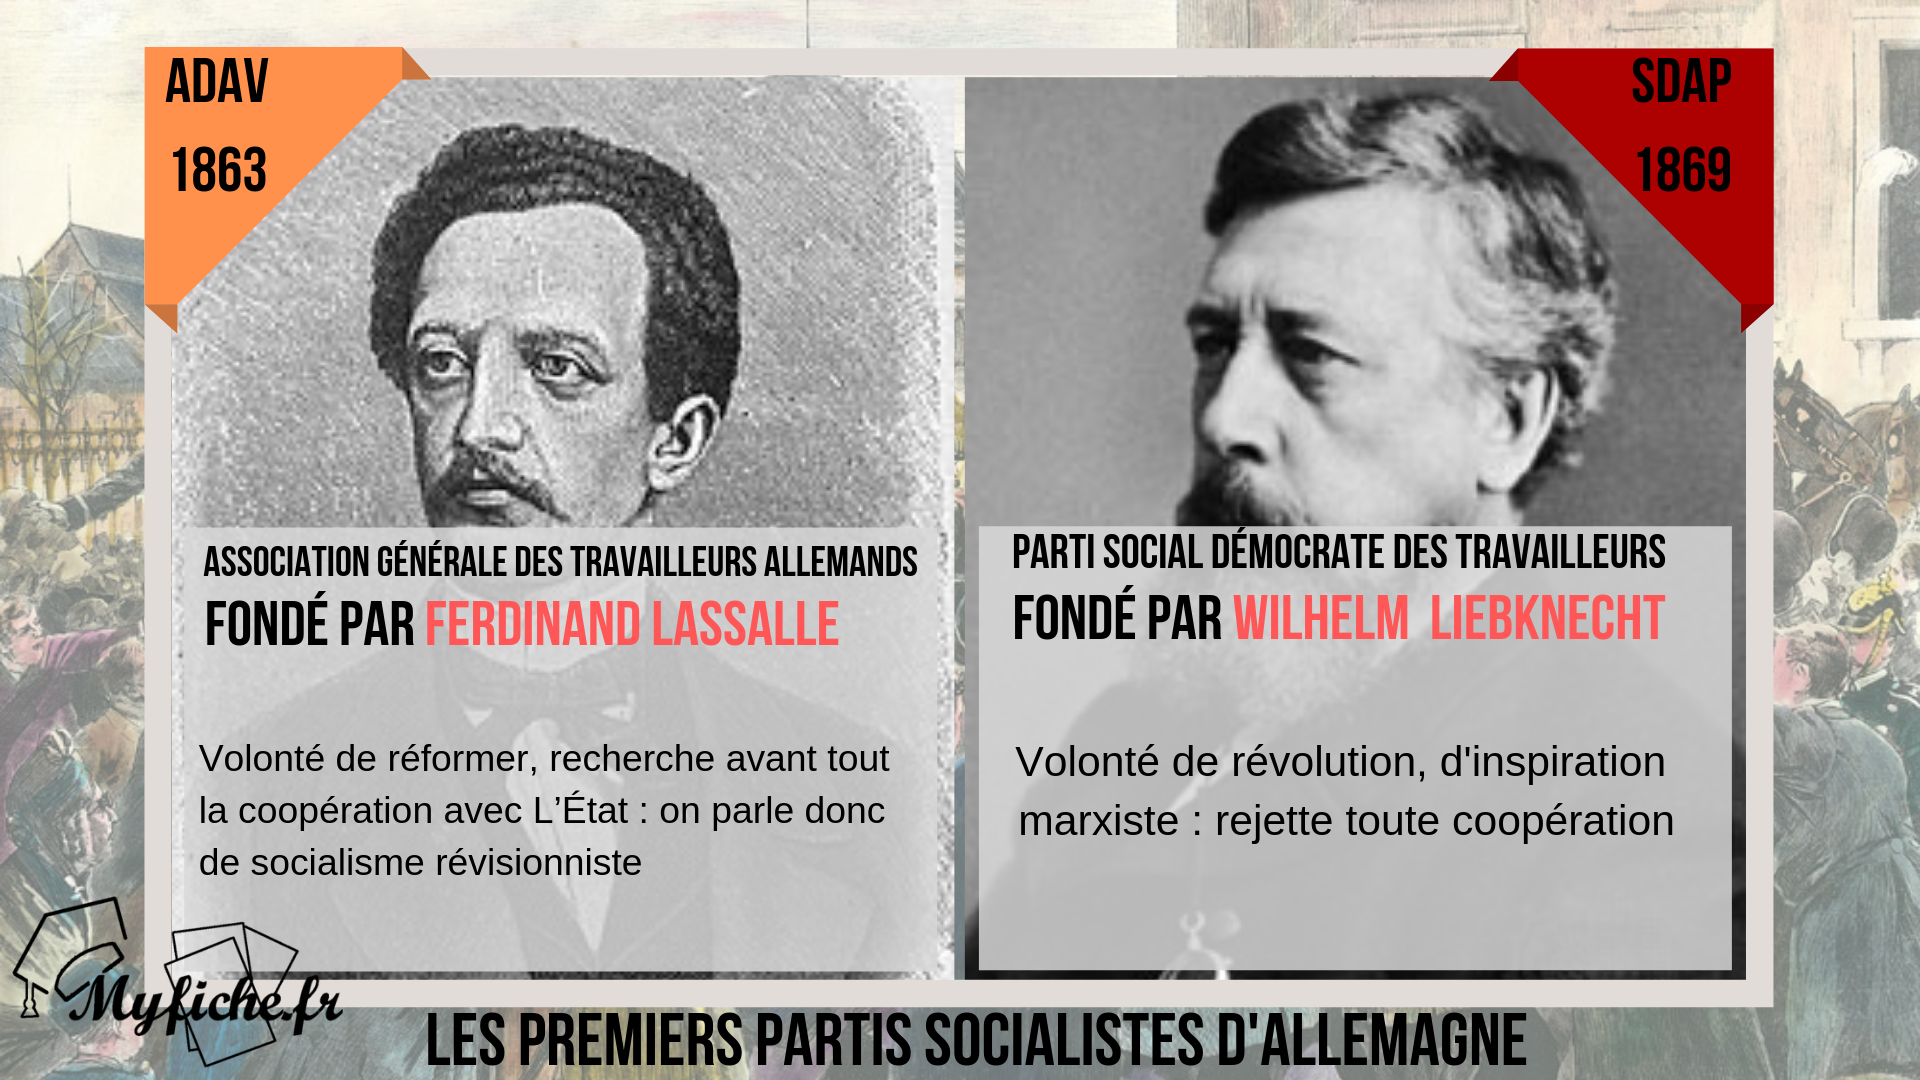 ADAV
1863
SDAP
1869
ASSOCIATION GÉNÉRALE DES TRAVAILLEURS ALLEMANDS
FONDÉ PAR FERDINAND LASSALLE
Volonté de réformer, recherche avant tout
la coopération avec L’État : on parle donc
de socialisme révisionniste
PARTI SOCIAL DÉMOCRATE DES TRAVAILLEURS
FONDÉ PAR WILHELM LIEBKNECHT
Volonté de révolution, d'inspiration
marxiste : rejette toute coopération
Myfiche.fr
LES PREMIERS PARTIS SOCIALISTES D'ALLEMAGNE